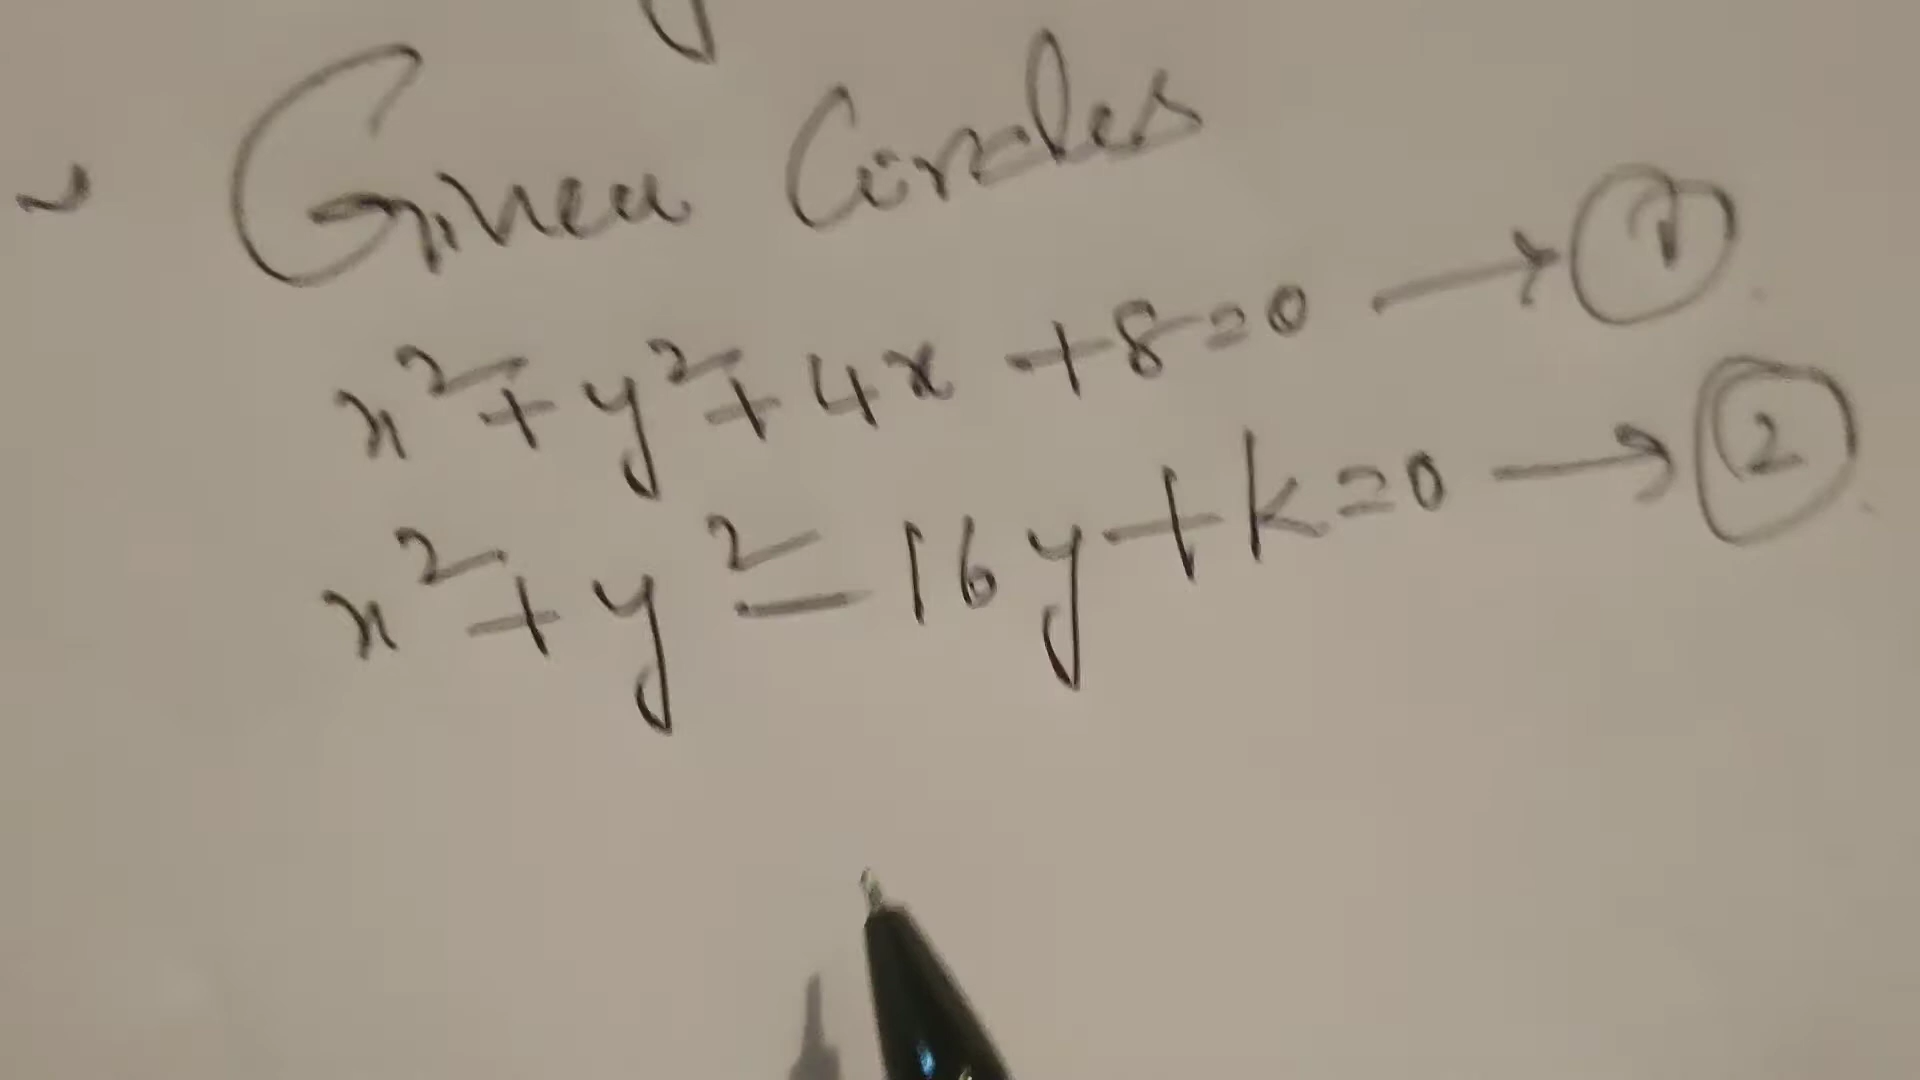 Given Circles
x² + y² + 4x + 8 = 0 → ①
x² + y² − 16y + k = 0 → ②